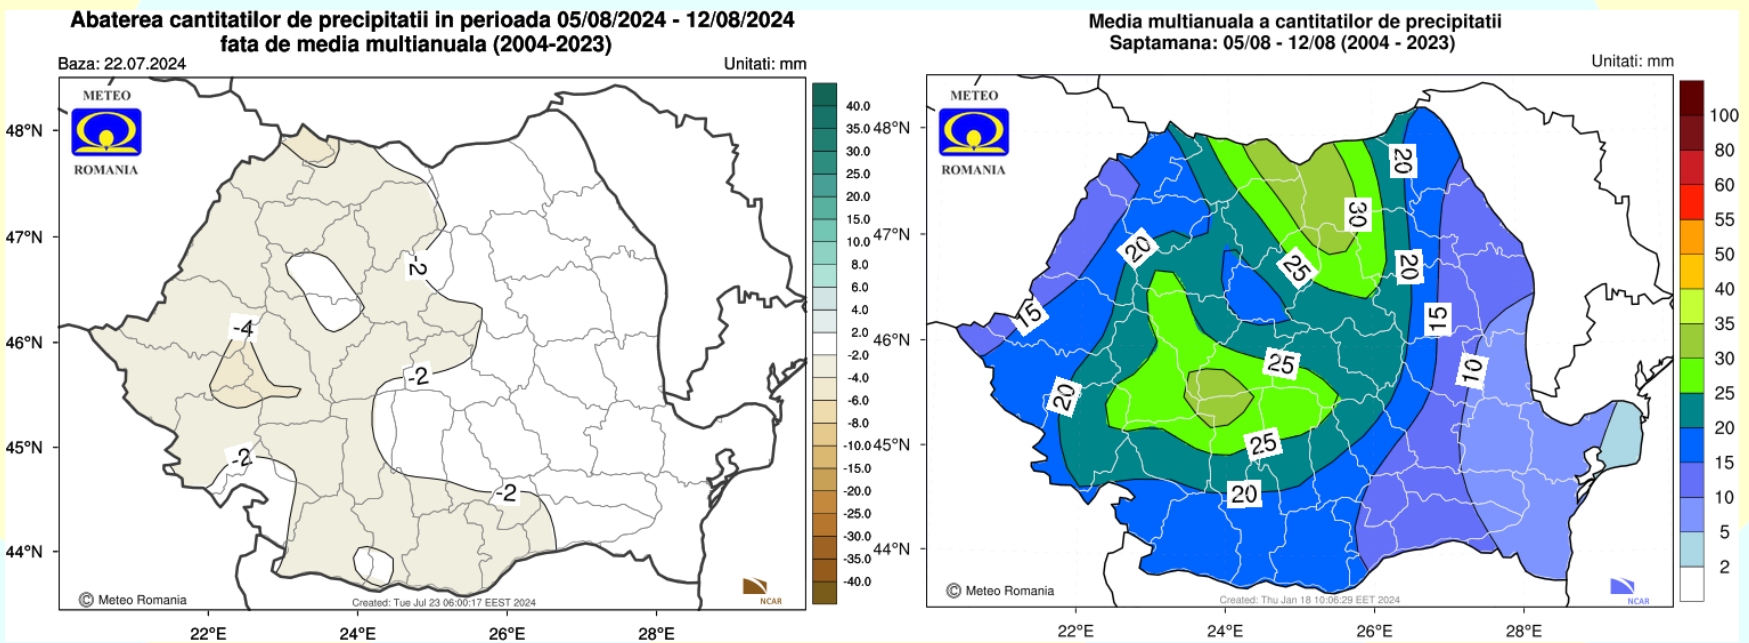 Abaterea cantitatilor de precipitatii in perioada 05/08/2024 - 12/08/2024
fata de media multianuala (2004-2023)
Baza: 22.07.2024
Unitati: mm
METEO
ROMANIA
48°N
47°N
46°N
45°N
44°N
-2
-4
-2
-2
-2
40.0
35.0
30.0
25.0
20.0
15.0
10.0
8.0
6.0
4.0
2.0
-2.0
-4.0
-6.0
-8.0
-10.0
-15.0
-20.0
-25.0
-30.0
-35.0
-40.0
© Meteo Romania
Created: Tue Jul 23 06:00:17 EEST 2024
NCAR
22°E
24°E
26°E
28°E
Media multianuala a cantitatilor de precipitatii
Saptamana: 05/08 - 12/08 (2004 - 2023)
Unitati: mm
METEO
ROMANIA
48°N
47°N
46°N
45°N
44°N
20
30
20
25
20
15
15
25
10
20
25
20
100
80
60
55
50
40
35
30
25
20
15
10
5
2
© Meteo Romania
Created: Thu Jan 18 10:06:29 EET 2024
NCAR
22°E
24°E
26°E
28°E